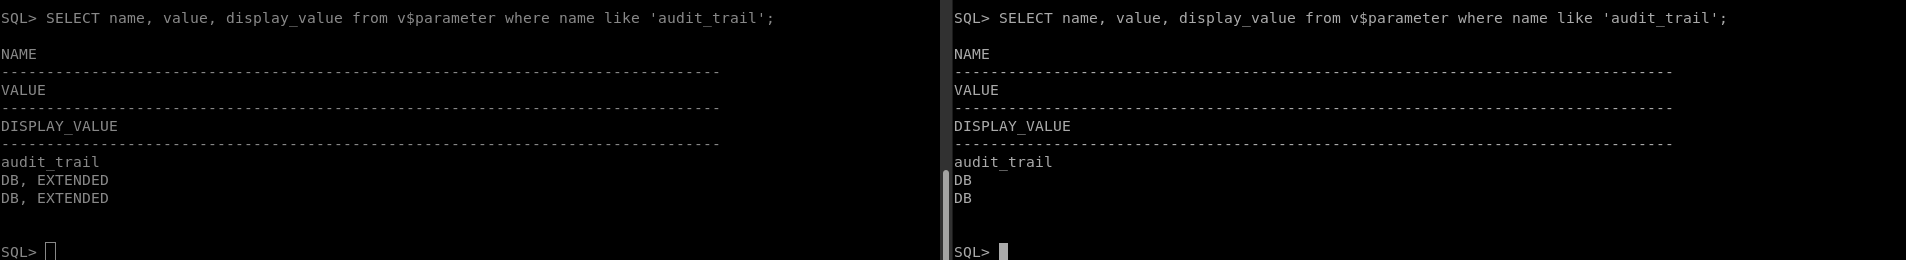 SQL> SELECT name, value, display_value from v$parameter where name like 'audit_trail';
NAME
--------------------------------------------------------------------------------
VALUE
--------------------------------------------------------------------------------
DISPLAY_VALUE
--------------------------------------------------------------------------------
audit_trail
DB, EXTENDED
DB, EXTENDED
SQL>
SQL> SELECT name, value, display_value from v$parameter where name like 'audit_trail';
NAME
--------------------------------------------------------------------------------
VALUE
--------------------------------------------------------------------------------
DISPLAY_VALUE
--------------------------------------------------------------------------------
audit_trail
DB
DB
SQL>